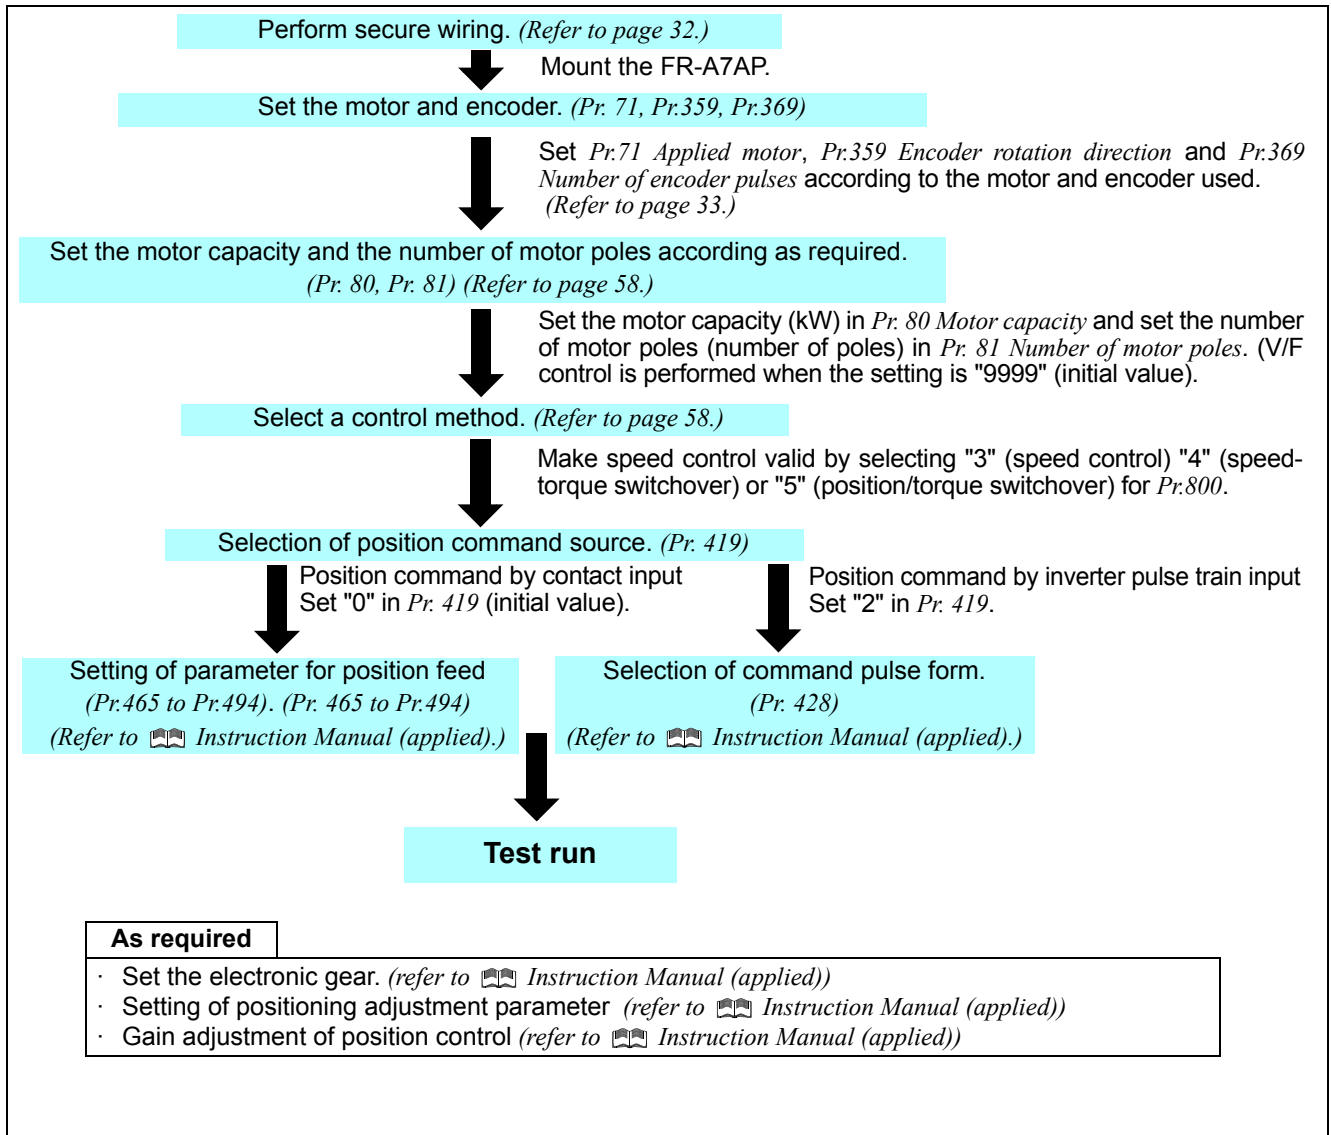 Perform secure wiring. (Refer to page 32.)
Mount the FR-A7AP.
Set the motor and encoder. (Pr. 71, Pr.359, Pr.369)
Set Pr.71 Applied motor, Pr.359 Encoder rotation direction and Pr.369
Number of encoder pulses according to the motor and encoder used.
(Refer to page 33.)
Set the motor capacity and the number of motor poles according as required.
(Pr. 80, Pr. 81) (Refer to page 58.)
Set the motor capacity (kW) in Pr. 80 Motor capacity and set the number
of motor poles (number of poles) in Pr. 81 Number of motor poles. (V/F
control is performed when the setting is "9999" (initial value).
Select a control method. (Refer to page 58.)
Make speed control valid by selecting "3" (speed control) "4" (speed-
torque switchover) or "5" (position/torque switchover) for Pr.800.
Selection of position command source. (Pr. 419)
Position command by contact input
Set "0" in Pr. 419 (initial value).
Position command by inverter pulse train input
Set "2" in Pr. 419.
Setting of parameter for position feed
(Pr.465 to Pr.494). (Pr. 465 to Pr.494)
(Refer to Instruction Manual (applied).)
Selection of command pulse form.
(Pr. 428)
(Refer to Instruction Manual (applied).)
Test run
As required
· Set the electronic gear. (refer to Instruction Manual (applied))
· Setting of positioning adjustment parameter (refer to Instruction Manual (applied))
· Gain adjustment of position control (refer to Instruction Manual (applied))